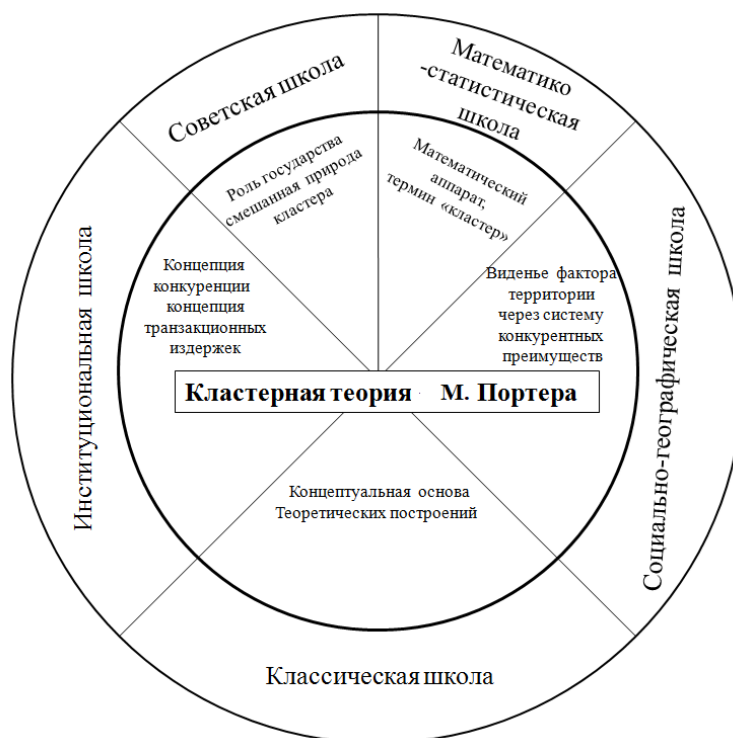 Советская школа
Математико
-статистическая
школа
Роль государства
смешанная природа
кластера
Математический
аппарат,
термин «кластер»
Концепция
конкуренции
концепция
транзакционных
издержек
Виденье фактора
территории
через систему
конкурентных
преимуществ
Институциональная школа
Социально-географическая школа
Кластерная теория - М. Портера
Концептуальная основа
Теоретических построений
Классическая школа